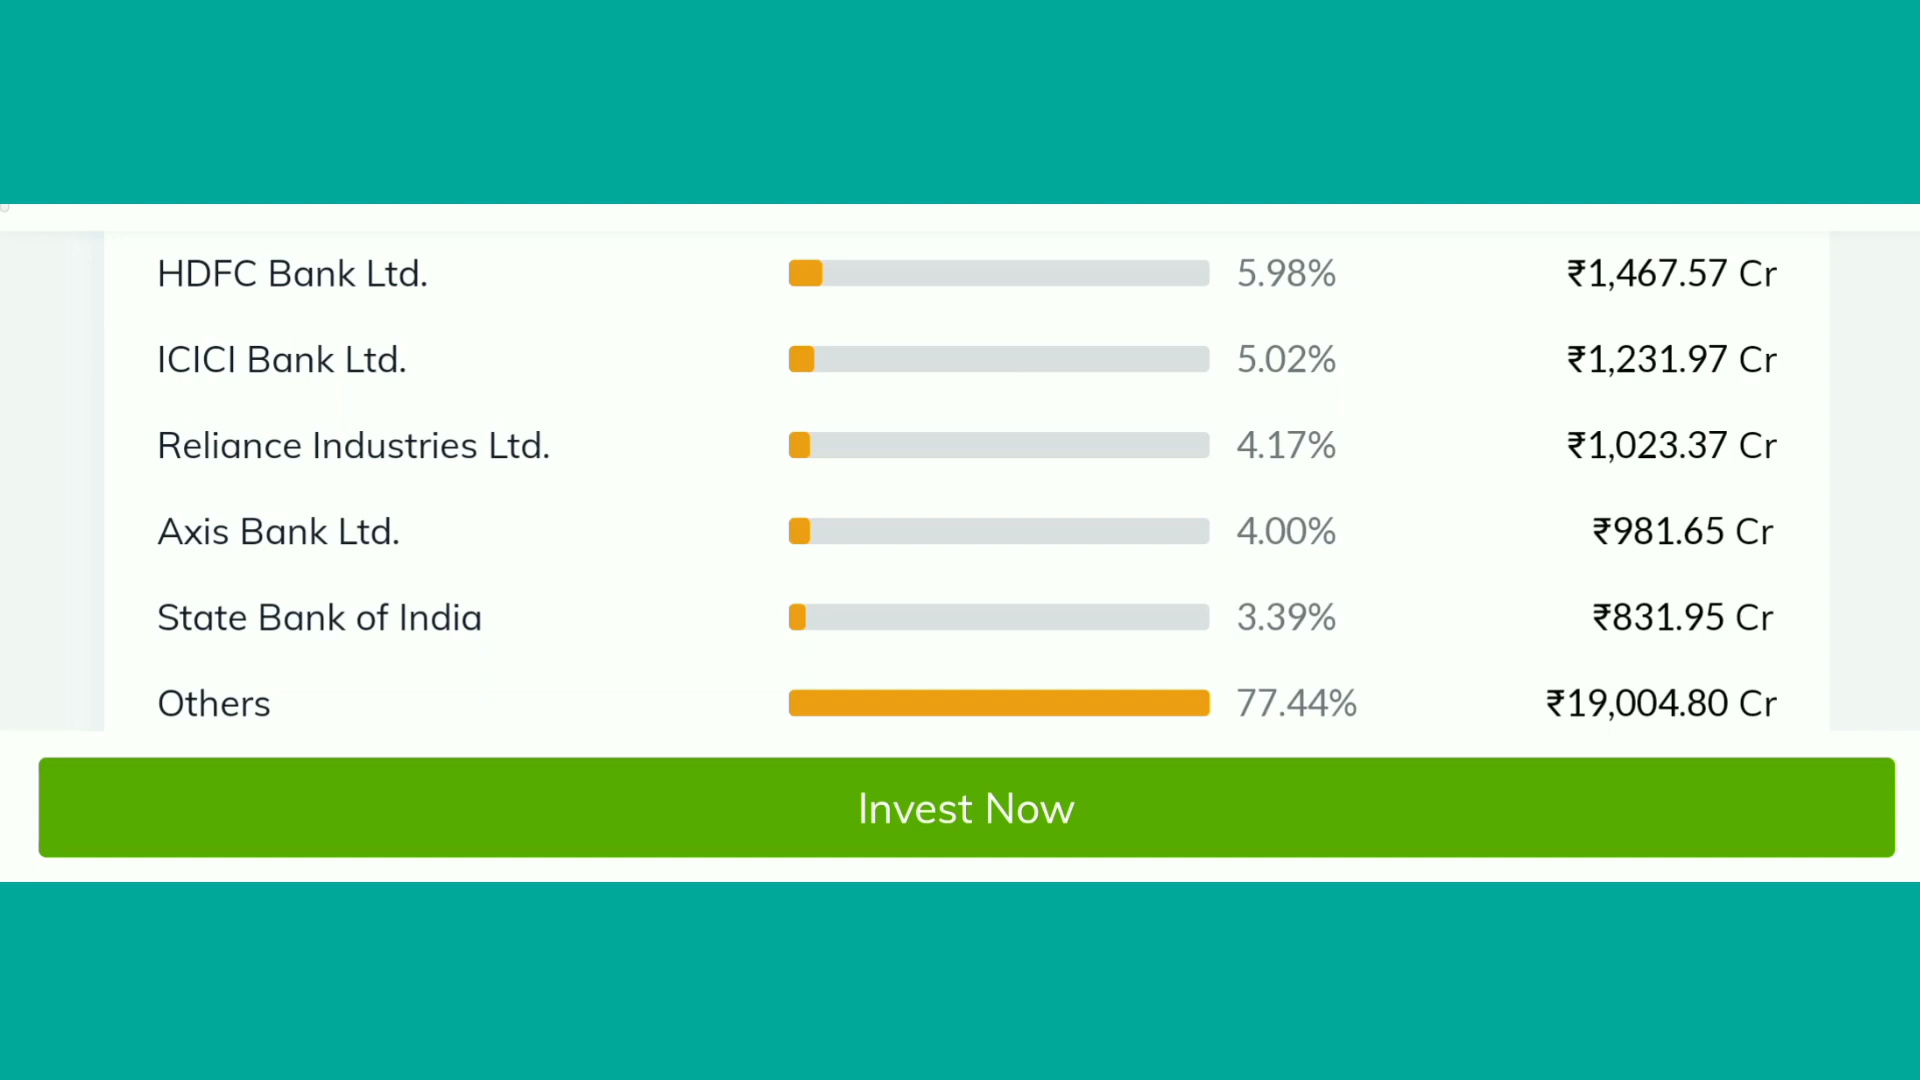 HDFC Bank Ltd. 5.98% ₹1,467.57 Cr
ICICI Bank Ltd. 5.02% ₹1,231.97 Cr
Reliance Industries Ltd. 4.17% ₹1,023.37 Cr
Axis Bank Ltd. 4.00% ₹981.65 Cr
State Bank of India 3.39% ₹831.95 Cr
Others 77.44% ₹19,004.80 Cr
Invest Now